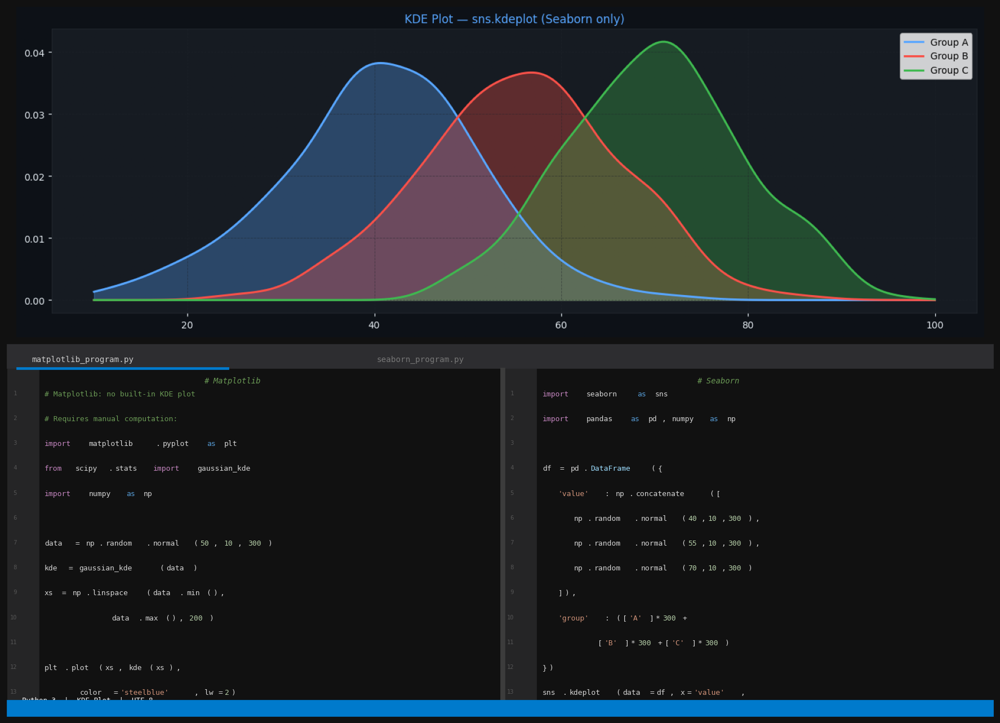 KDE Plot — sns.kdeplot (Seaborn only)
Group A
Group B
Group C
0.04
0.03
0.02
0.01
0.00
20 40 60 80 100
matplotlib_program.py seaborn_program.py
# Matplotlib
1 # Matplotlib: no built-in KDE plot
2 # Requires manual computation:
3 import matplotlib .pyplot as plt
4 from scipy .stats import gaussian_kde
5 import numpy as np
6
7 data = np .random .normal (50 , 10 , 300 )
8 kde = gaussian_kde (data )
9 xs = np .linspace (data .min (),
10 data .max (), 200 )
11
12 plt .plot (xs , kde (xs ),
13 color ='steelblue' , lw =2)
# Seaborn
1 import seaborn as sns
2 import pandas as pd , numpy as np
3
4 df = pd .DataFrame ({
5 'value' : np .concatenate ([
6 np .random .normal (40 ,10 ,300 ),
7 np .random .normal (55 ,10 ,300 ),
8 np .random .normal (70 ,10 ,300 )
9 ]),
10 'group' : (['A' ]*300 +
11 ['B' ]*300 +['C' ]*300 )
12 })
13 sns .kdeplot (data =df , x='value' ,
Python 3 | KDE Plot | UTF-8